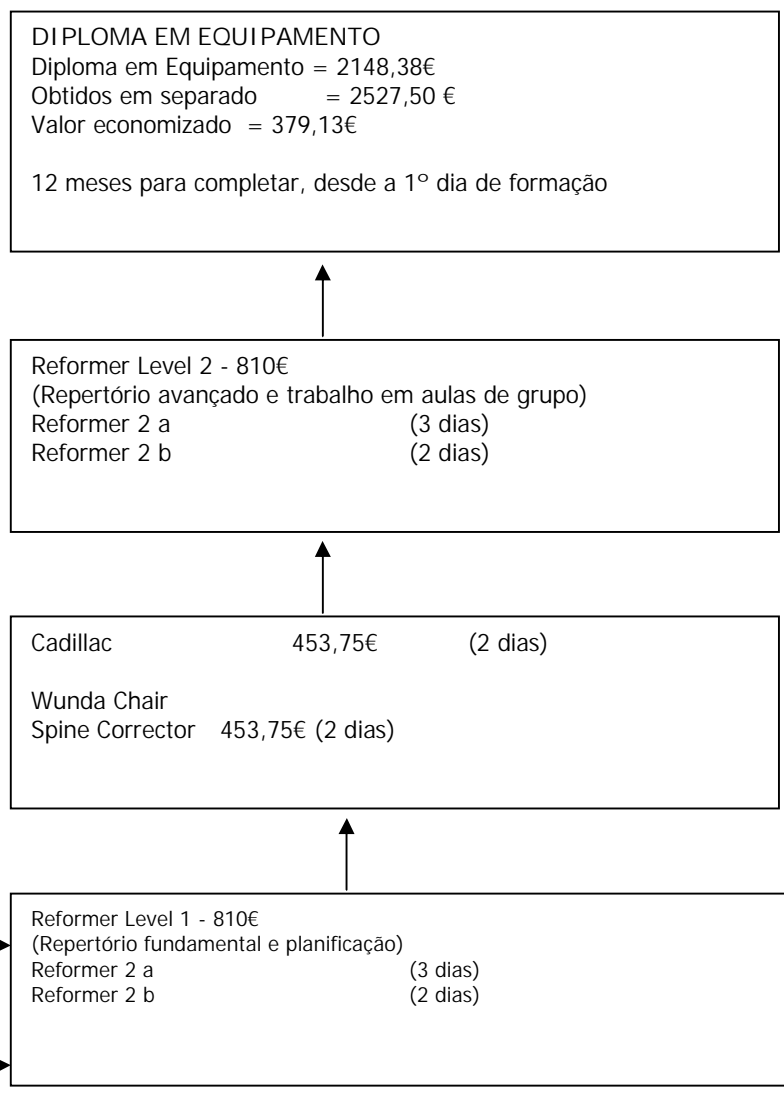 DIPLOMA EM EQUIPAMENTO
Diploma em Equipamento = 2148,38€
Obtidos em separado = 2527,50 €
Valor economizado = 379,13€
12 meses para completar, desde a 1º dia de formação
Reformer Level 2 - 810€
(Repertório avançado e trabalho em aulas de grupo)
Reformer 2 a (3 dias)
Reformer 2 b (2 dias)
Cadillac 453,75€ (2 dias)
Wunda Chair
Spine Corrector 453,75€ (2 dias)
Reformer Level 1 - 810€
(Repertório fundamental e planificação)
Reformer 2 a (3 dias)
Reformer 2 b (2 dias)